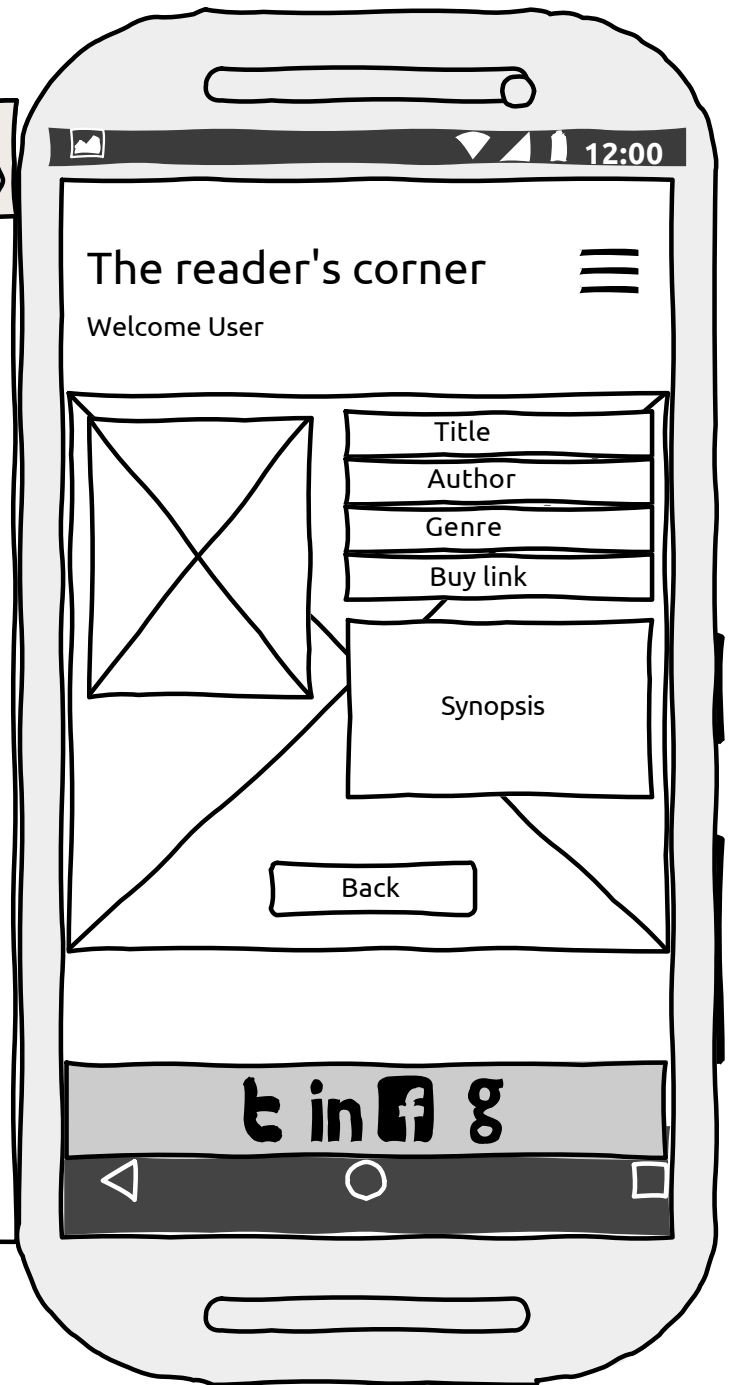 12:00
The reader's corner
Welcome User
Title
Author
Genre
Buy link
Synopsis
Back
t in f g